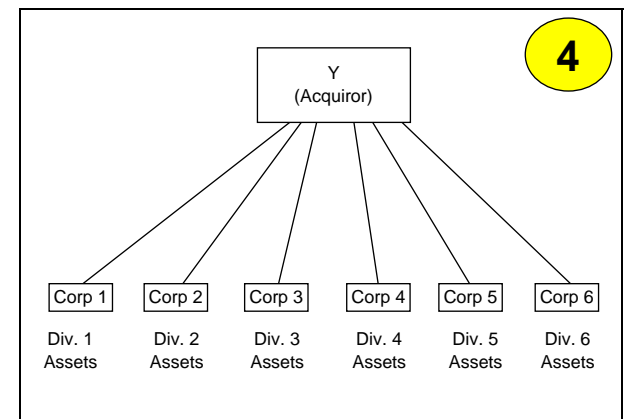 4
Y
(Acquiror)
Corp 1 Corp 2 Corp 3 Corp 4 Corp 5 Corp 6
Div. 1 Div. 2 Div. 3 Div. 4 Div. 5 Div. 6
Assets Assets Assets Assets Assets Assets